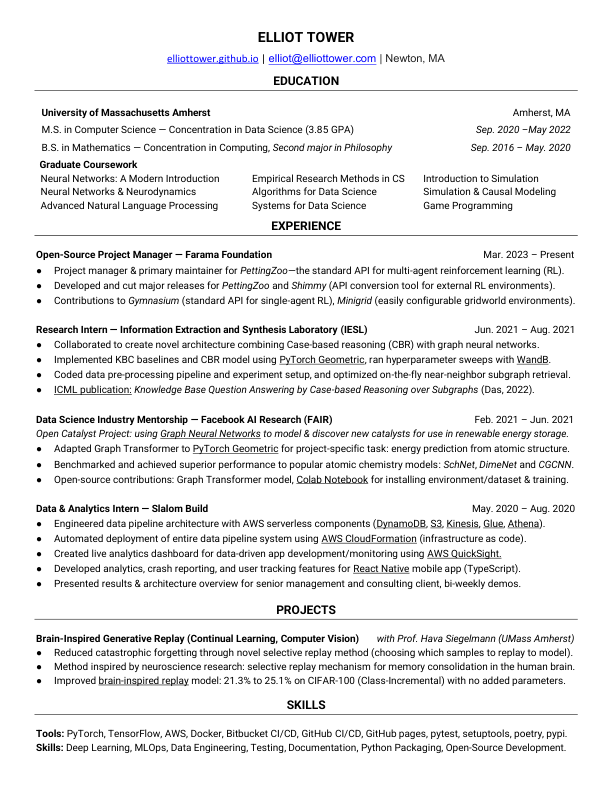 ELLIOT TOWER
elliottower.github.io | elliot@elliottower.com | Newton, MA
EDUCATION
University of Massachusetts Amherst Amherst, MA
M.S. in Computer Science — Concentration in Data Science (3.85 GPA) Sep. 2020 –May 2022
B.S. in Mathematics — Concentration in Computing, Second major in Philosophy Sep. 2016 – May. 2020
Graduate Coursework
Neural Networks: A Modern Introduction Empirical Research Methods in CS Introduction to Simulation
Neural Networks & Neurodynamics Algorithms for Data Science Simulation & Causal Modeling
Advanced Natural Language Processing Systems for Data Science Game Programming
EXPERIENCE
Open-Source Project Manager — Farama Foundation Mar. 2023 – Present
● Project manager & primary maintainer for PettingZoo—the standard API for multi-agent reinforcement learning (RL).
● Developed and cut major releases for PettingZoo and Shimmy (API conversion tool for external RL environments).
● Contributions to Gymnasium (standard API for single-agent RL), Minigrid (easily configurable gridworld environments).
Research Intern — Information Extraction and Synthesis Laboratory (IESL) Jun. 2021 – Aug. 2021
● Collaborated to create novel architecture combining Case-based reasoning (CBR) with graph neural networks.
● Implemented KBC baselines and CBR model using PyTorch Geometric, ran hyperparameter sweeps with WandB.
● Coded data pre-processing pipeline and experiment setup, and optimized on-the-fly near-neighbor subgraph retrieval.
● ICML publication: Knowledge Base Question Answering by Case-based Reasoning over Subgraphs (Das, 2022).
Data Science Industry Mentorship — Facebook AI Research (FAIR) Feb. 2021 – Jun. 2021
Open Catalyst Project: using Graph Neural Networks to model & discover new catalysts for use in renewable energy storage.
● Adapted Graph Transformer to PyTorch Geometric for project-specific task: energy prediction from atomic structure.
● Benchmarked and achieved superior performance to popular atomic chemistry models: SchNet, DimeNet and CGCNN.
● Open-source contributions: Graph Transformer model, Colab Notebook for installing environment/dataset & training.
Data & Analytics Intern — Slalom Build May. 2020 – Aug. 2020
● Engineered data pipeline architecture with AWS serverless components (DynamoDB, S3, Kinesis, Glue, Athena).
● Automated deployment of entire data pipeline system using AWS CloudFormation (infrastructure as code).
● Created live analytics dashboard for data-driven app development/monitoring using AWS QuickSight.
● Developed analytics, crash reporting, and user tracking features for React Native mobile app (TypeScript).
● Presented results & architecture overview for senior management and consulting client, bi-weekly demos.
PROJECTS
Brain-Inspired Generative Replay (Continual Learning, Computer Vision) with Prof. Hava Siegelmann (UMass Amherst)
● Reduced catastrophic forgetting through novel selective replay method (choosing which samples to replay to model).
● Method inspired by neuroscience research: selective replay mechanism for memory consolidation in the human brain.
● Improved brain-inspired replay model: 21.3% to 25.1% on CIFAR-100 (Class-Incremental) with no added parameters.
SKILLS
Tools: PyTorch, TensorFlow, AWS, Docker, Bitbucket CI/CD, GitHub CI/CD, GitHub pages, pytest, setuptools, poetry, pypi.
Skills: Deep Learning, MLOps, Data Engineering, Testing, Documentation, Python Packaging, Open-Source Development.